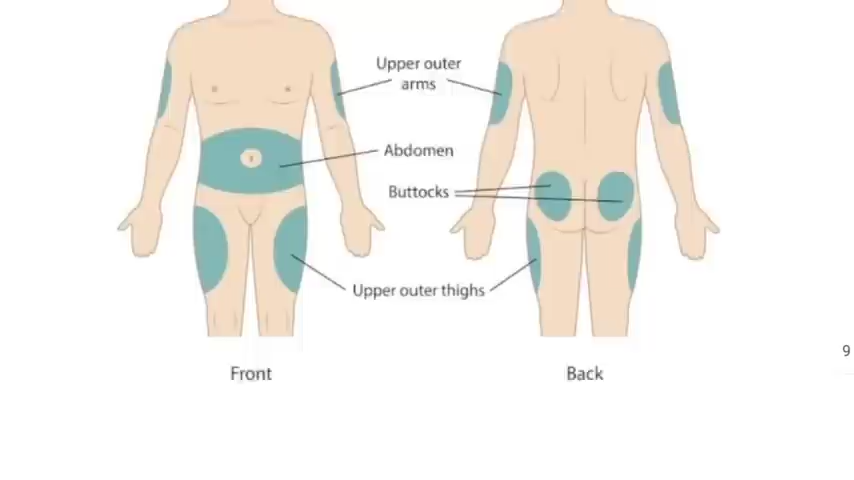 Upper outer
arms
Abdomen
Buttocks
Upper outer thighs
9
Front
Back